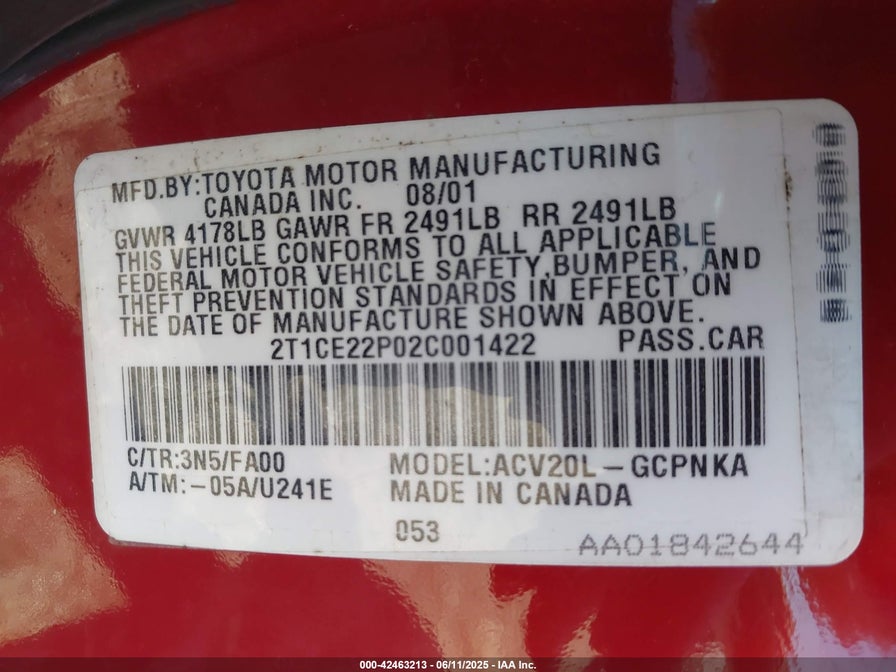 MFD.BY:TOYOTA MOTOR MANUFACTURING
CANADA INC. 08/01
GVWR 4178LB GAWR FR 2491LB RR 2491LB
THIS VEHICLE CONFORMS TO ALL APPLICABLE
FEDERAL MOTOR VEHICLE SAFETY,BUMPER, AND
THEFT PREVENTION STANDARDS IN EFFECT ON
THE DATE OF MANUFACTURE SHOWN ABOVE.
2T1CE22P02C001422 PASS.CAR
C/TR:3N5/FA00 MODEL:ACV20L-GCPNKA
A/TM:-05A/U241E MADE IN CANADA
053
AA01842644
000-42463213 - 06/11/2025 - IAA Inc.